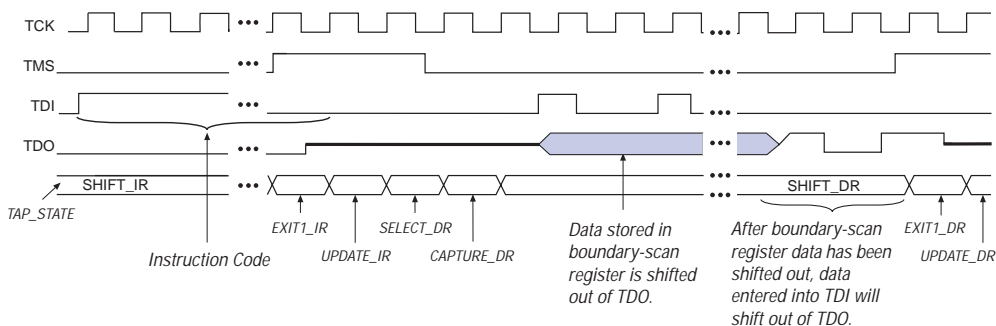 TCK
TMS
TDI
TDO
SHIFT_IR
SHIFT_DR
TAP_STATE
EXIT1_IR
SELECT_DR
EXIT1_DR
UPDATE_IR
CAPTURE_DR
UPDATE_DR
Instruction Code
Data stored in
boundary-scan
register is shifted
out of TDO.
After boundary-scan
register data has been
shifted out, data
entered into TDI will
shift out of TDO.